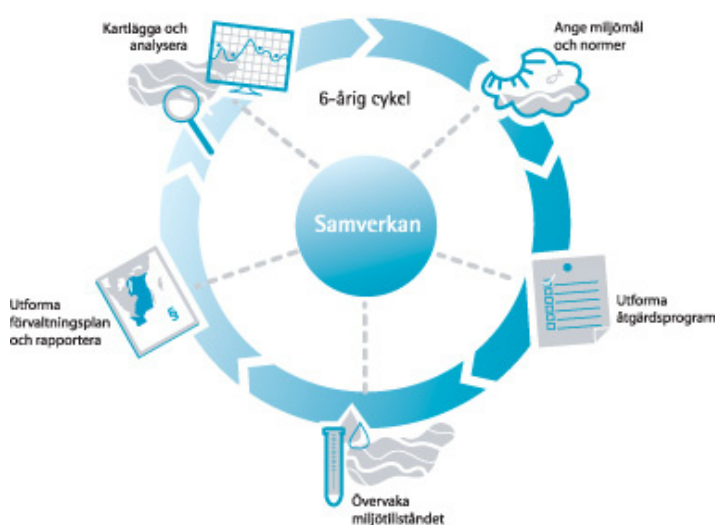 Kartlägga och
analysera
6-årig cykel
Ange miljömål
och normer
Samverkan
Utforma
åtgärdsprogram
Övervaka
miljötillståndet
Utforma
förvaltningsplan
och rapportera
§